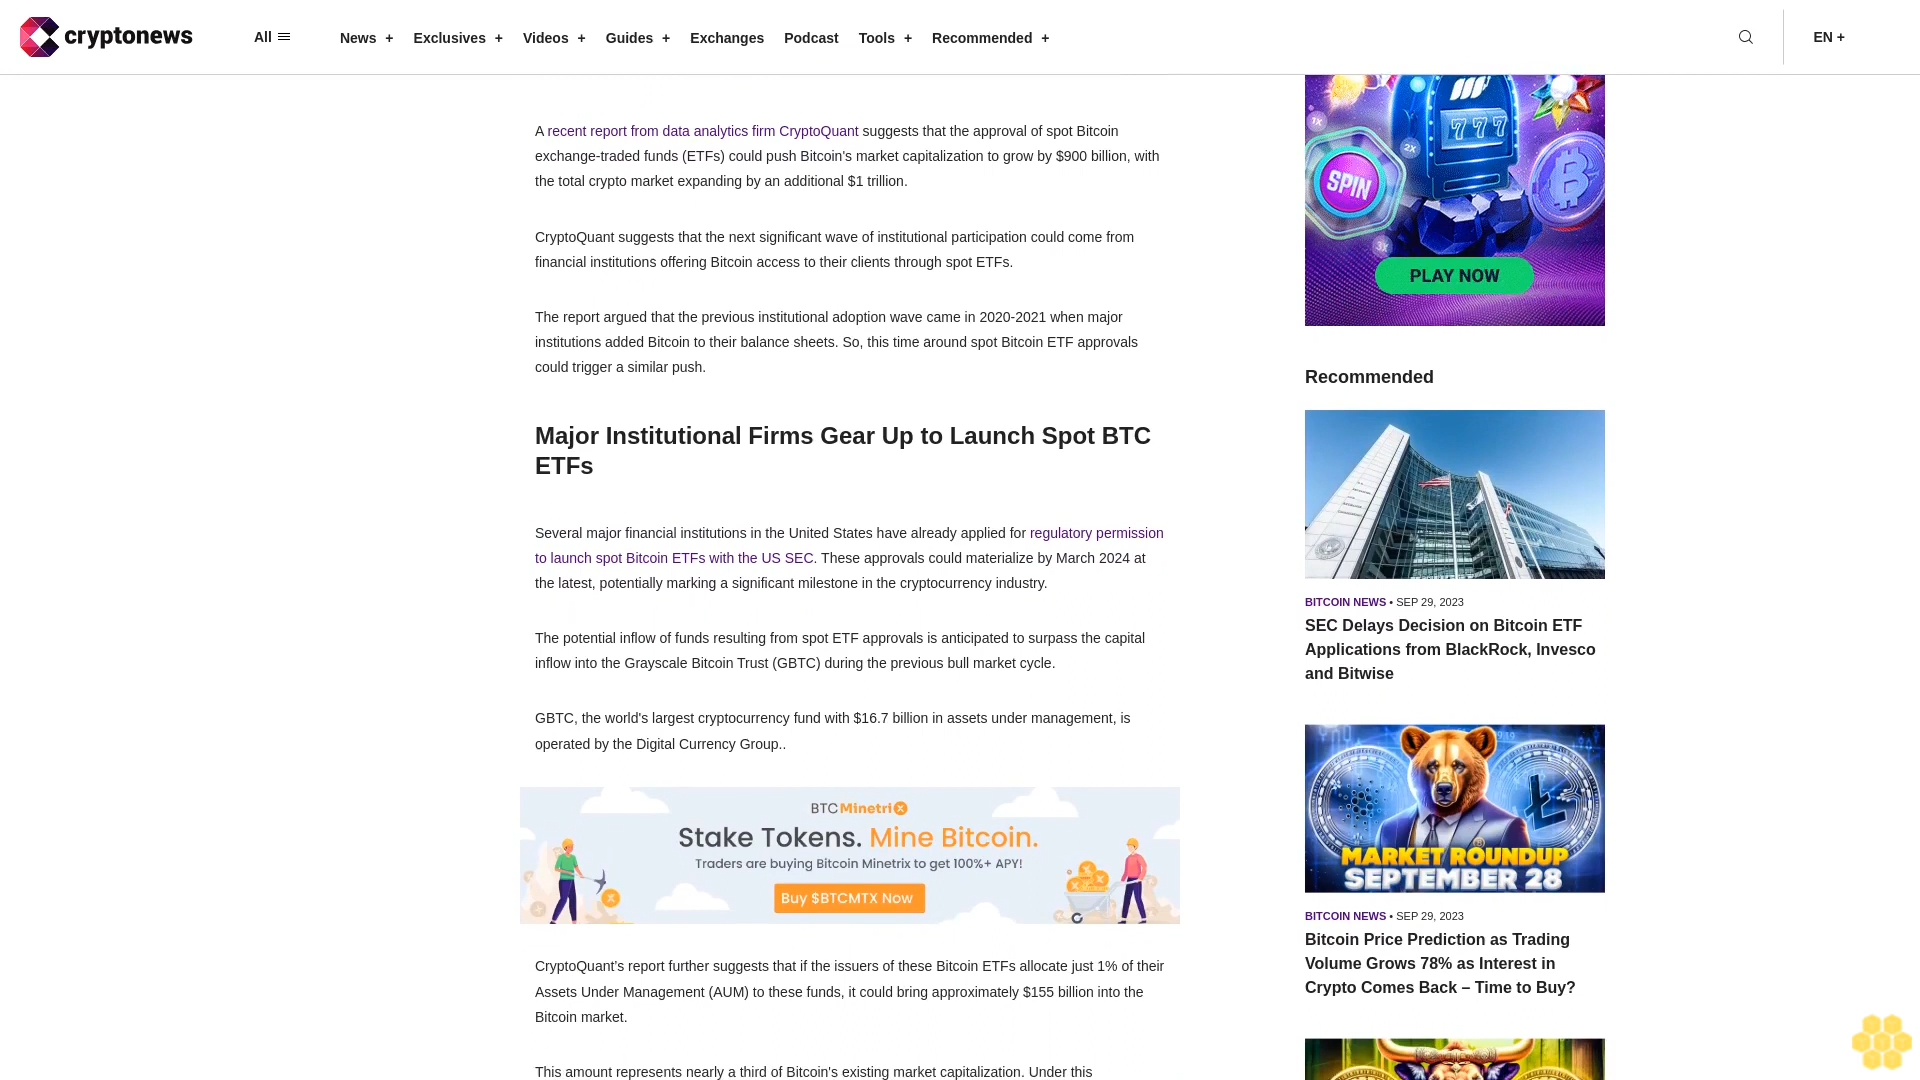 cryptonews
All
News +
Exclusives +
Videos +
Guides +
Exchanges
Podcast
Tools +
Recommended +
EN +
A recent report from data analytics firm CryptoQuant suggests that the approval of spot Bitcoin
exchange-traded funds (ETFs) could push Bitcoin's market capitalization to grow by $900 billion, with
the total crypto market expanding by an additional $1 trillion.
CryptoQuant suggests that the next significant wave of institutional participation could come from
financial institutions offering Bitcoin access to their clients through spot ETFs.
The report argued that the previous institutional adoption wave came in 2020-2021 when major
institutions added Bitcoin to their balance sheets. So, this time around spot Bitcoin ETF approvals
could trigger a similar push.
Major Institutional Firms Gear Up to Launch Spot BTC
ETFs
Several major financial institutions in the United States have already applied for regulatory permission
to launch spot Bitcoin ETFs with the US SEC. These approvals could materialize by March 2024 at
the latest, potentially marking a significant milestone in the cryptocurrency industry.
The potential inflow of funds resulting from spot ETF approvals is anticipated to surpass the capital
inflow into the Grayscale Bitcoin Trust (GBTC) during the previous bull market cycle.
GBTC, the world's largest cryptocurrency fund with $16.7 billion in assets under management, is
operated by the Digital Currency Group..
BTCMinetrix
Stake Tokens. Mine Bitcoin.
Traders are buying Bitcoin Minetrix to get 100%+ APY!
Buy $BTCMTX Now
CryptoQuant’s report further suggests that if the issuers of these Bitcoin ETFs allocate just 1% of their
Assets Under Management (AUM) to these funds, it could bring approximately $155 billion into the
Bitcoin market.
This amount represents nearly a third of Bitcoin's existing market capitalization. Under this
1X
777
2X
SPIN
3X
PLAY NOW
Recommended
BITCOIN NEWS • SEP 29, 2023
SEC Delays Decision on Bitcoin ETF
Applications from BlackRock, Invesco
and Bitwise
MARKET ROUNDUP
SEPTEMBER 28
BITCOIN NEWS • SEP 29, 2023
Bitcoin Price Prediction as Trading
Volume Grows 78% as Interest in
Crypto Comes Back – Time to Buy?